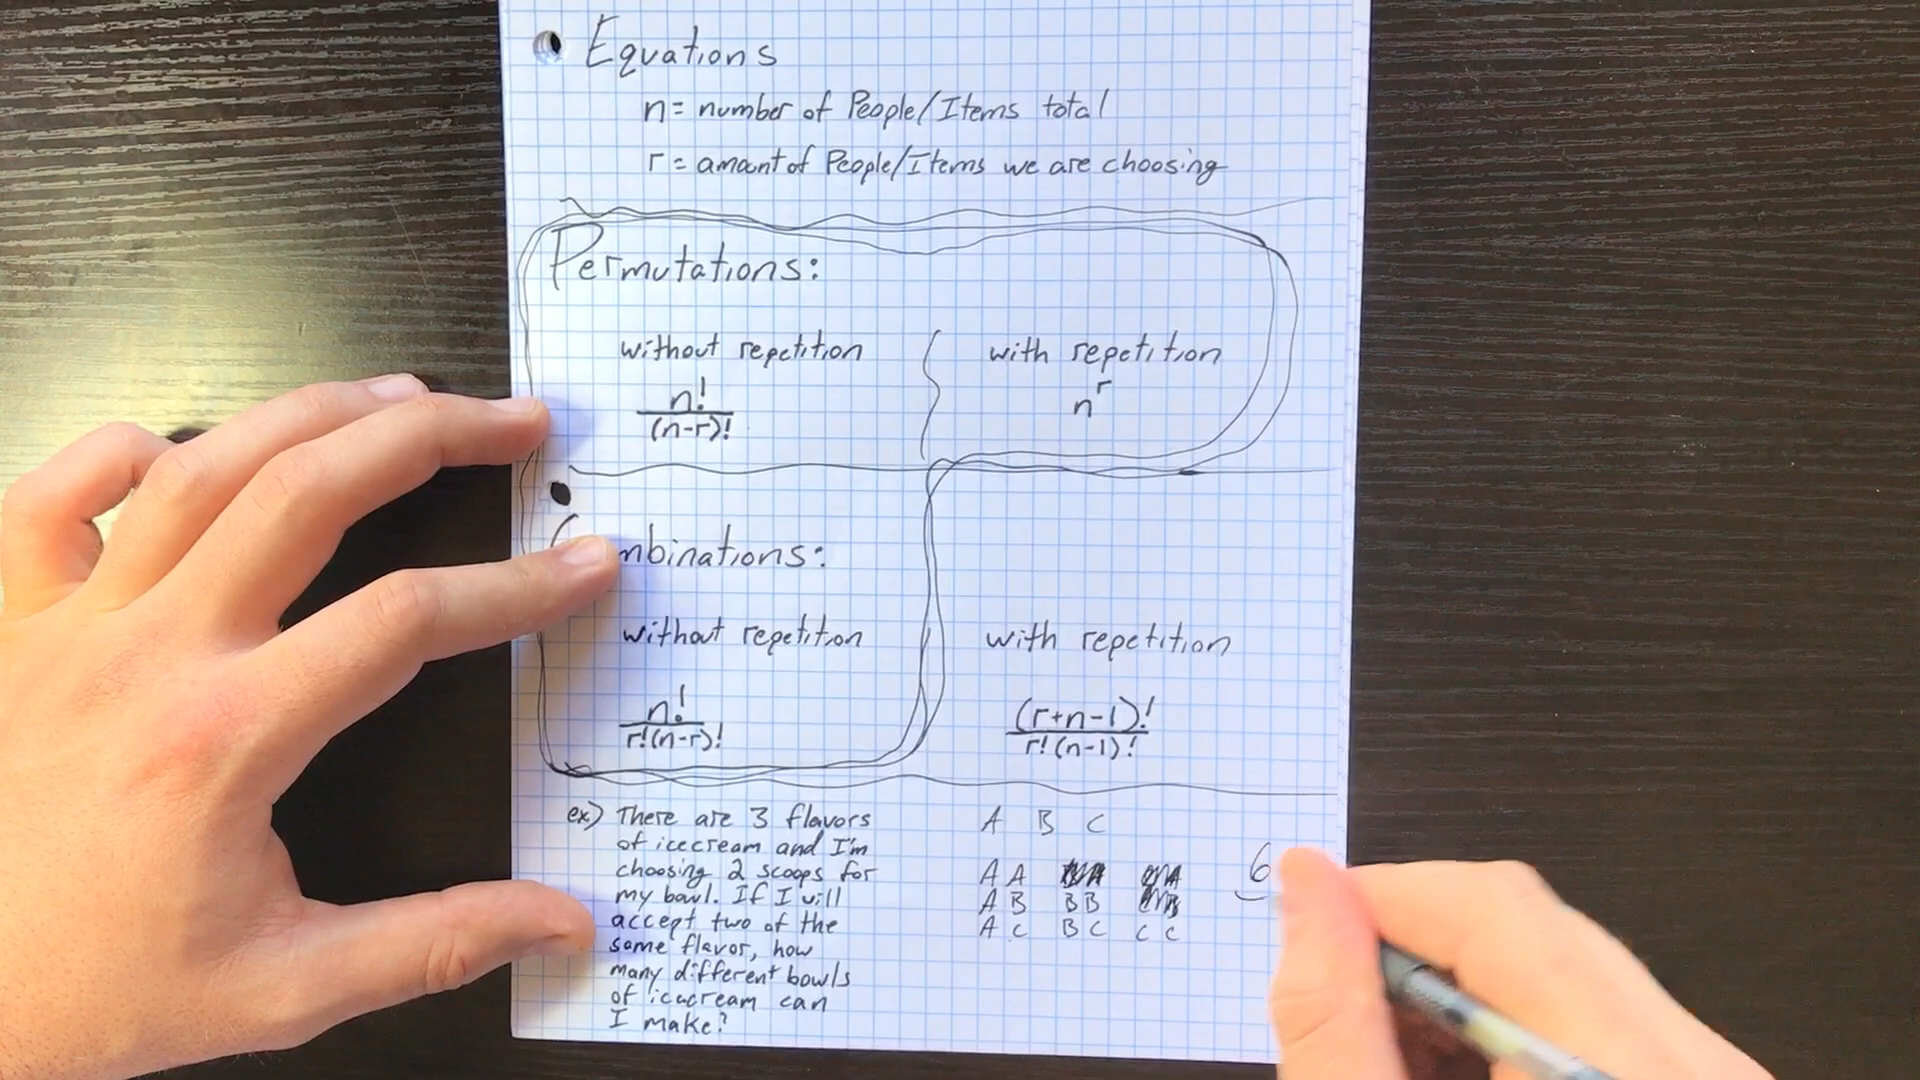 Equations
n = number of People/Items total
r = amount of People/Items we are choosing
Permutations:
without repetition
n!
(n-r)!
with repetition
n^r
mbinations:
without repetition
n!
r!(n-r)!
with repetition
(r+n-1)!
r!(n-1)!
ex) There are 3 flavors
of icecream and I'm
choosing 2 scoops for
my bowl. If I will
accept two of the
same flavor, how
many different bowls
of icecream can
I make?
A B C
A A
A B BB
A C BC C C
6